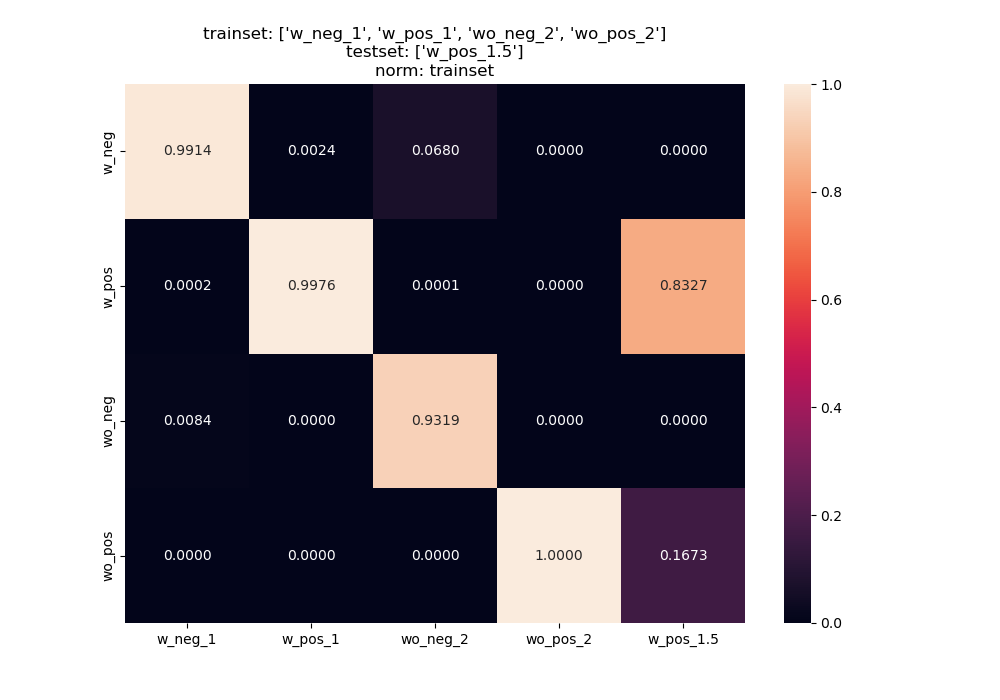 trainset: ['w_neg_1', 'w_pos_1', 'wo_neg_2', 'wo_pos_2']
testset: ['w_pos_1.5']
norm: trainset
w_neg
0.9914 0.0024 0.0680 0.0000 0.0000
w_pos
0.0002 0.9976 0.0001 0.0000 0.8327
wo_neg
0.0084 0.0000 0.9319 0.0000 0.0000
wo_pos
0.0000 0.0000 0.0000 1.0000 0.1673
w_neg_1 w_pos_1 wo_neg_2 wo_pos_2 w_pos_1.5
1.0
0.8
0.6
0.4
0.2
0.0